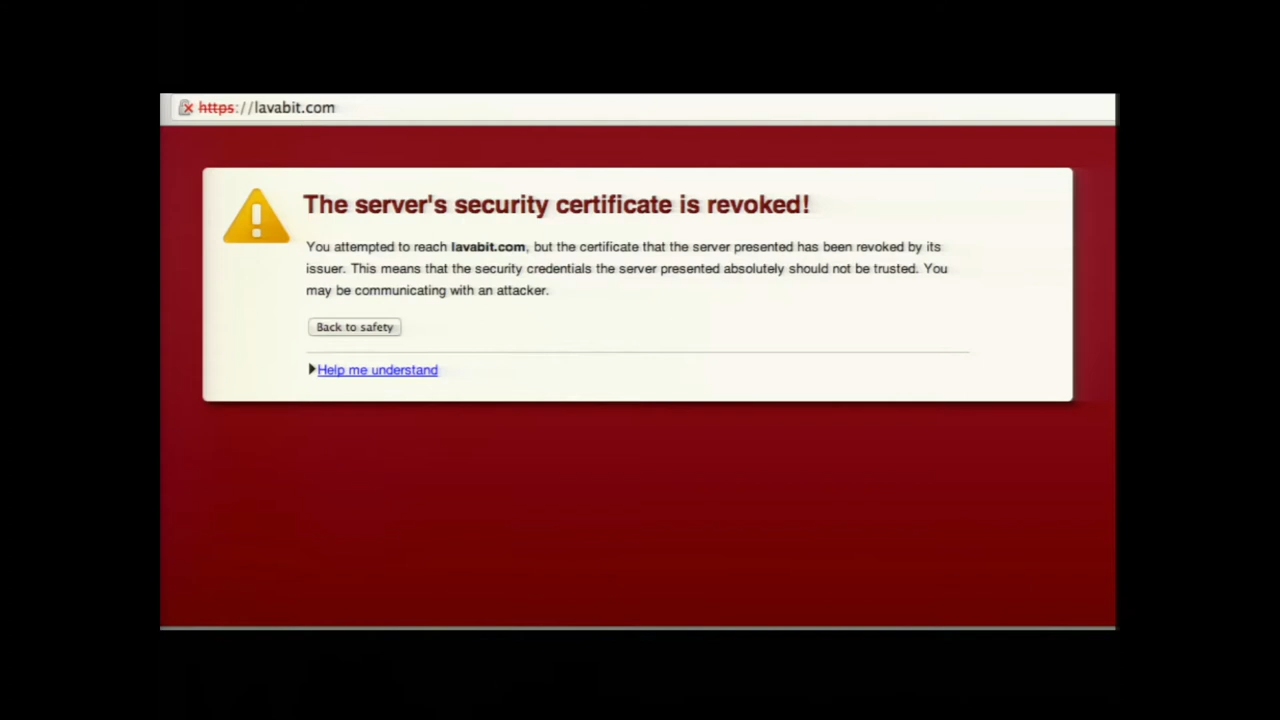 https://lavabit.com
The server's security certificate is revoked!
You attempted to reach lavabit.com, but the certificate that the server presented has been revoked by its
issuer. This means that the security credentials the server presented absolutely should not be trusted. You
may be communicating with an attacker.
Back to safety
Help me understand